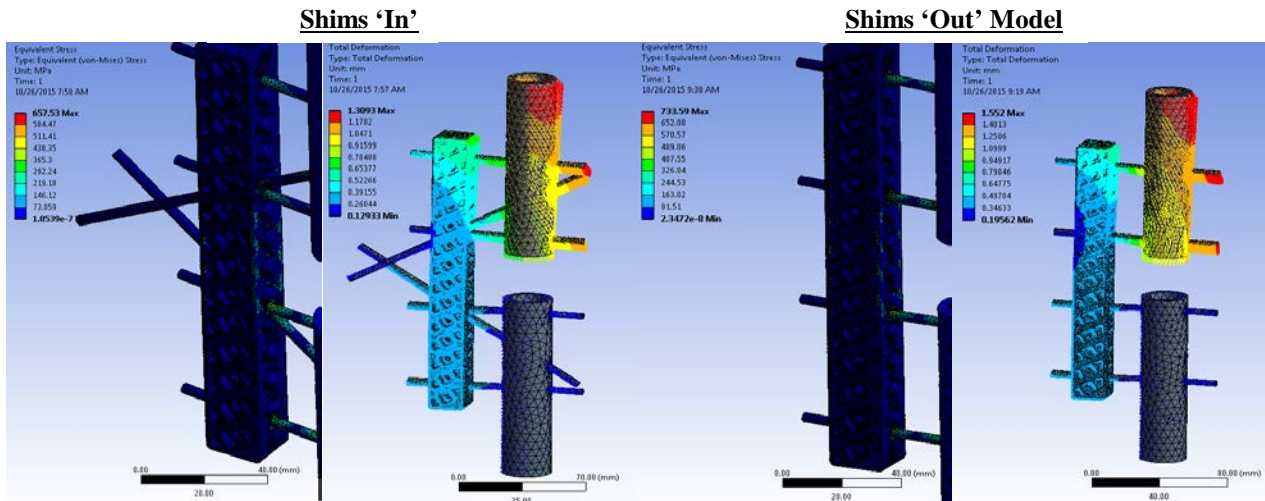 Shims ‘In’
Shims ‘Out’ Model
Equivalent Stress
Type: Equivalent (von-Mises) Stress
Unit: MPa
Time: 1
10/26/2015 7:58 AM
657.53 Max
584.47
511.41
438.35
365.3
292.24
219.18
146.12
73.059
1.0539e-7
0.00
40.00 (mm)
20.00
Total Deformation
Type: Total Deformation
Unit: mm
Time: 1
10/26/2015 7:57 AM
1.3093 Max
1.1782
1.0471
0.91599
0.78488
0.65377
0.52266
0.39155
0.26044
0.12933 Min
0.00
70.00 (mm)
35.00
Equivalent Stress
Type: Equivalent (von-Mises) Stress
Unit: MPa
Time: 1
10/26/2015 9:30 AM
733.59 Max
652.08
570.57
489.06
407.55
326.04
244.53
163.02
81.51
2.3472e-8 Min
0.00
40.00 (mm)
20.00
Total Deformation
Type: Total Deformation
Unit: mm
Time: 1
10/26/2015 9:19 AM
1.552 Max
1.4013
1.2506
1.0999
0.94917
0.79846
0.64775
0.49704
0.34633
0.19562 Min
0.00
80.00 (mm)
40.00